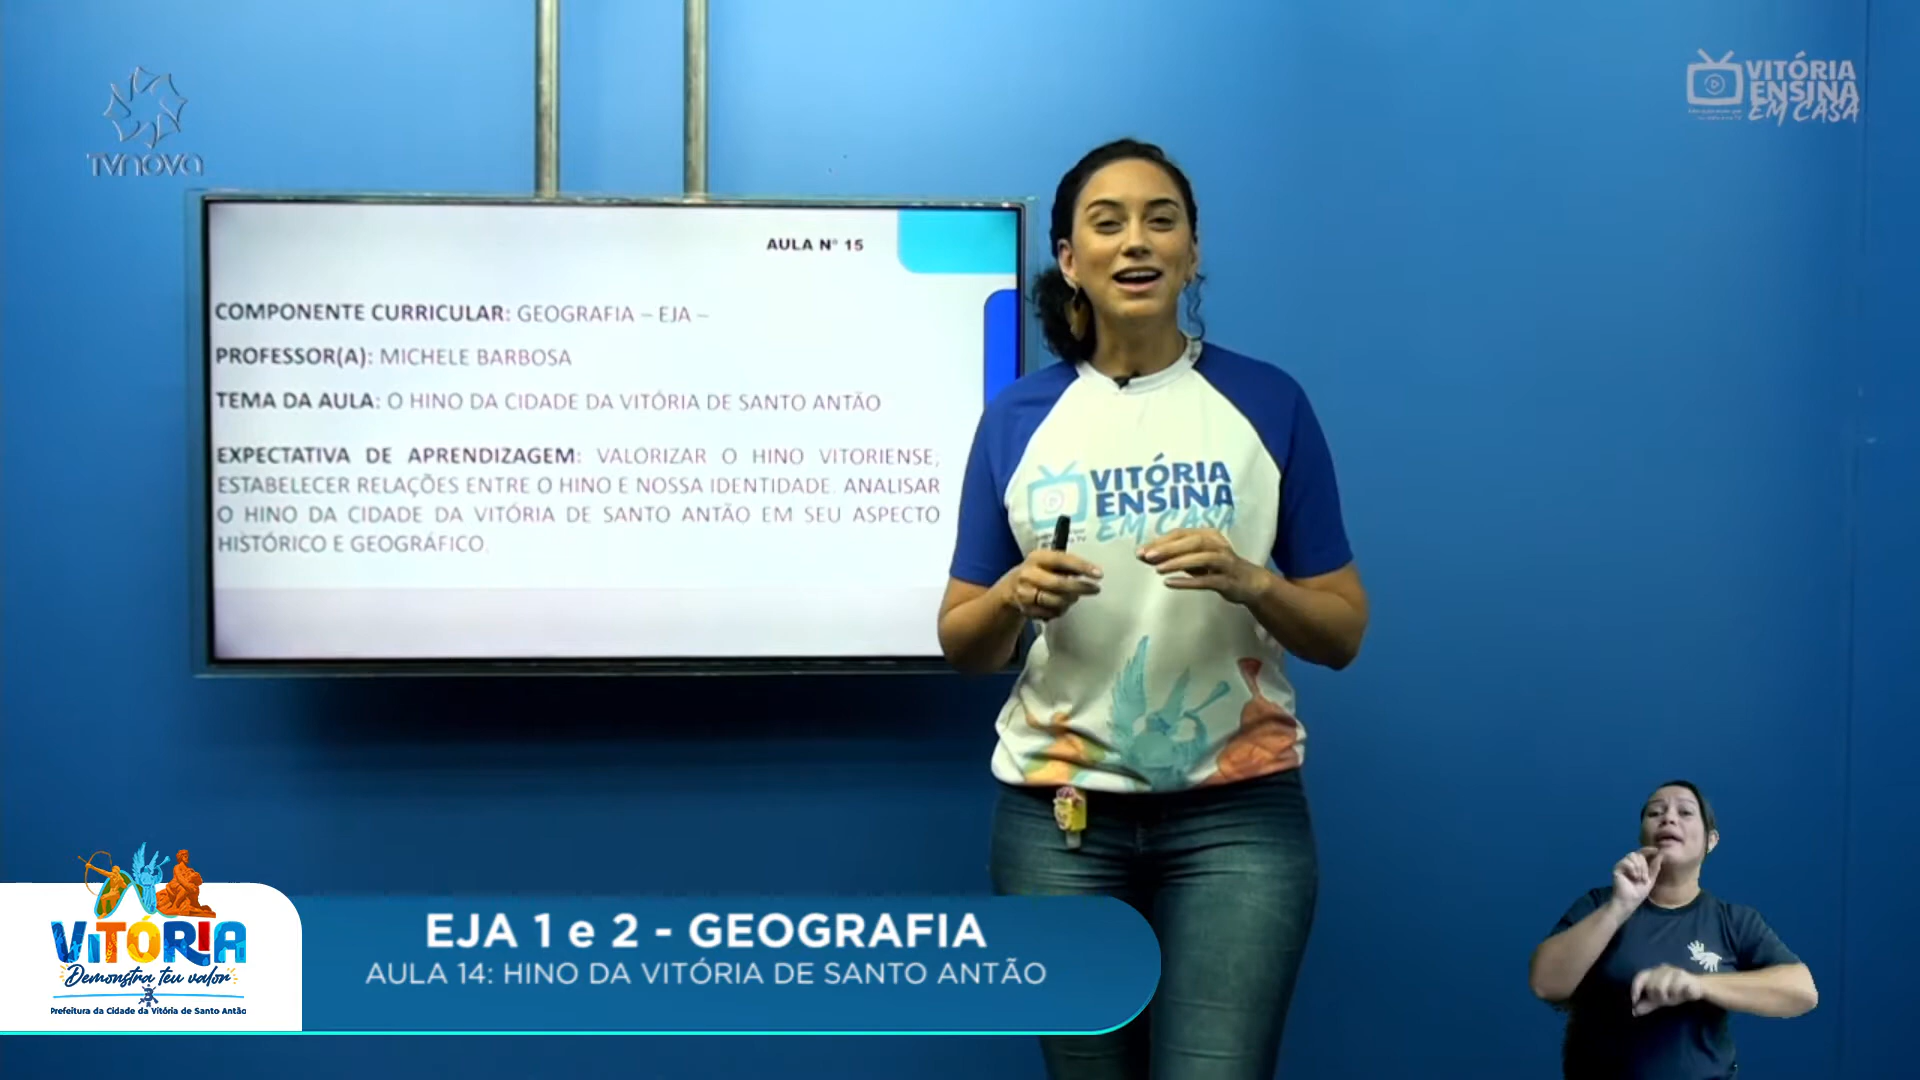 TVNOVA
VITÓRIA
ENSINA
EM CASA
AULA Nº 15
COMPONENTE CURRICULAR: GEOGRAFIA – EJA –
PROFESSOR(A): MICHELE BARBOSA
TEMA DA AULA: O HINO DA CIDADE DA VITÓRIA DE SANTO ANTÃO
EXPECTATIVA DE APRENDIZAGEM: VALORIZAR O HINO VITORIENSE;
ESTABELECER RELAÇÕES ENTRE O HINO E NOSSA IDENTIDADE. ANALISAR
O HINO DA CIDADE DA VITÓRIA DE SANTO ANTÃO EM SEU ASPECTO
HISTÓRICO E GEOGRÁFICO.
VITÓRIA
ENSINA
EM CASA
VITÓRIA
Demonstra teu valor
Prefeitura da Cidade da Vitória de Santo Antão
EJA 1 e 2 - GEOGRAFIA
AULA 14: HINO DA VITÓRIA DE SANTO ANTÃO